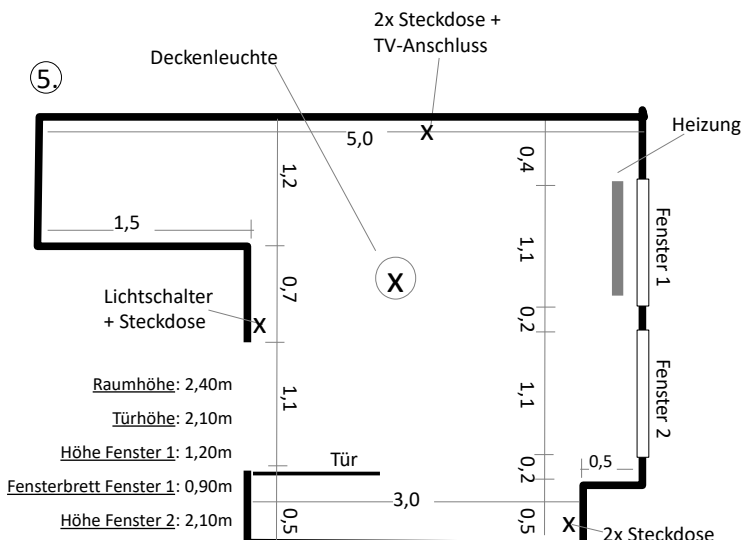 5.
Deckenleuchte
2x Steckdose +
TV-Anschluss
Heizung
5,0
1,2
0,4
1,5
1,1
Fenster 1
0,7
Lichtschalter
+ Steckdose
0,2
Raumhöhe: 2,40m
Türhöhe: 2,10m
Höhe Fenster 1: 1,20m
Fensterbrett Fenster 1: 0,90m
Höhe Fenster 2: 2,10m
1,1
1,1
Fenster 2
Tür
0,2
0,5
3,0
0,5
0,5
2x Steckdose
X
X
X
X